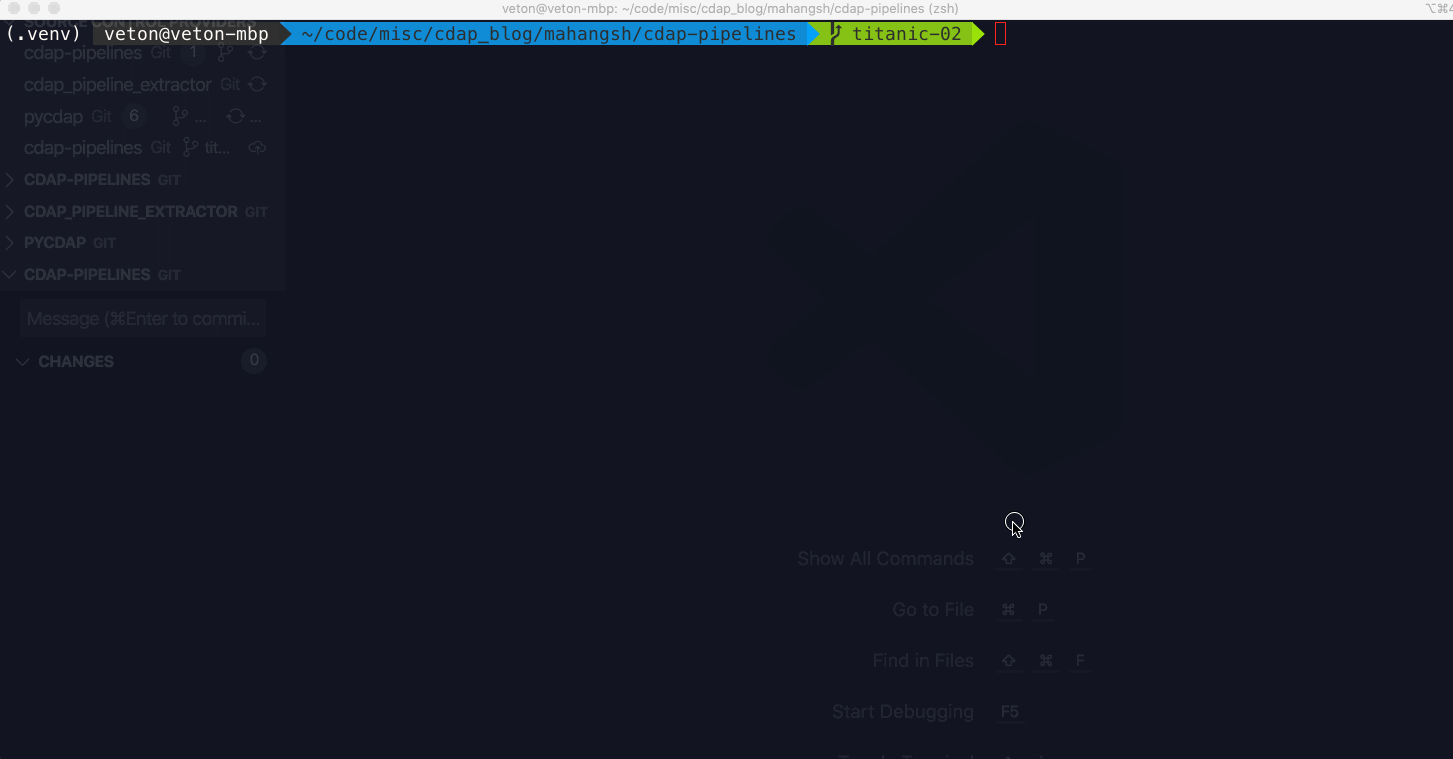 veton@veton-mbp: ~/code/misc/cdap_blog/mahangsh/cdap-pipelines (zsh)
SOURCE CONTROL PROVIDERS
(.venv) veton@veton-mbp ~/code/misc/cdap_blog/mahangsh/cdap-pipelines titanic-02
cdap-pipelines Git 1
cdap_pipeline_extractor Git
pycdap Git 6 ... ...
cdap-pipelines Git tit...
CDAP-PIPELINES GIT
CDAP_PIPELINE_EXTRACTOR GIT
PYCDAP GIT
CDAP-PIPELINES GIT
Message (⌘Enter to commi...
CHANGES 0
Show All Commands ⇧ ⌘ P
Go to File ⌘ P
Find in Files ⇧ ⌘ F
Start Debugging F5